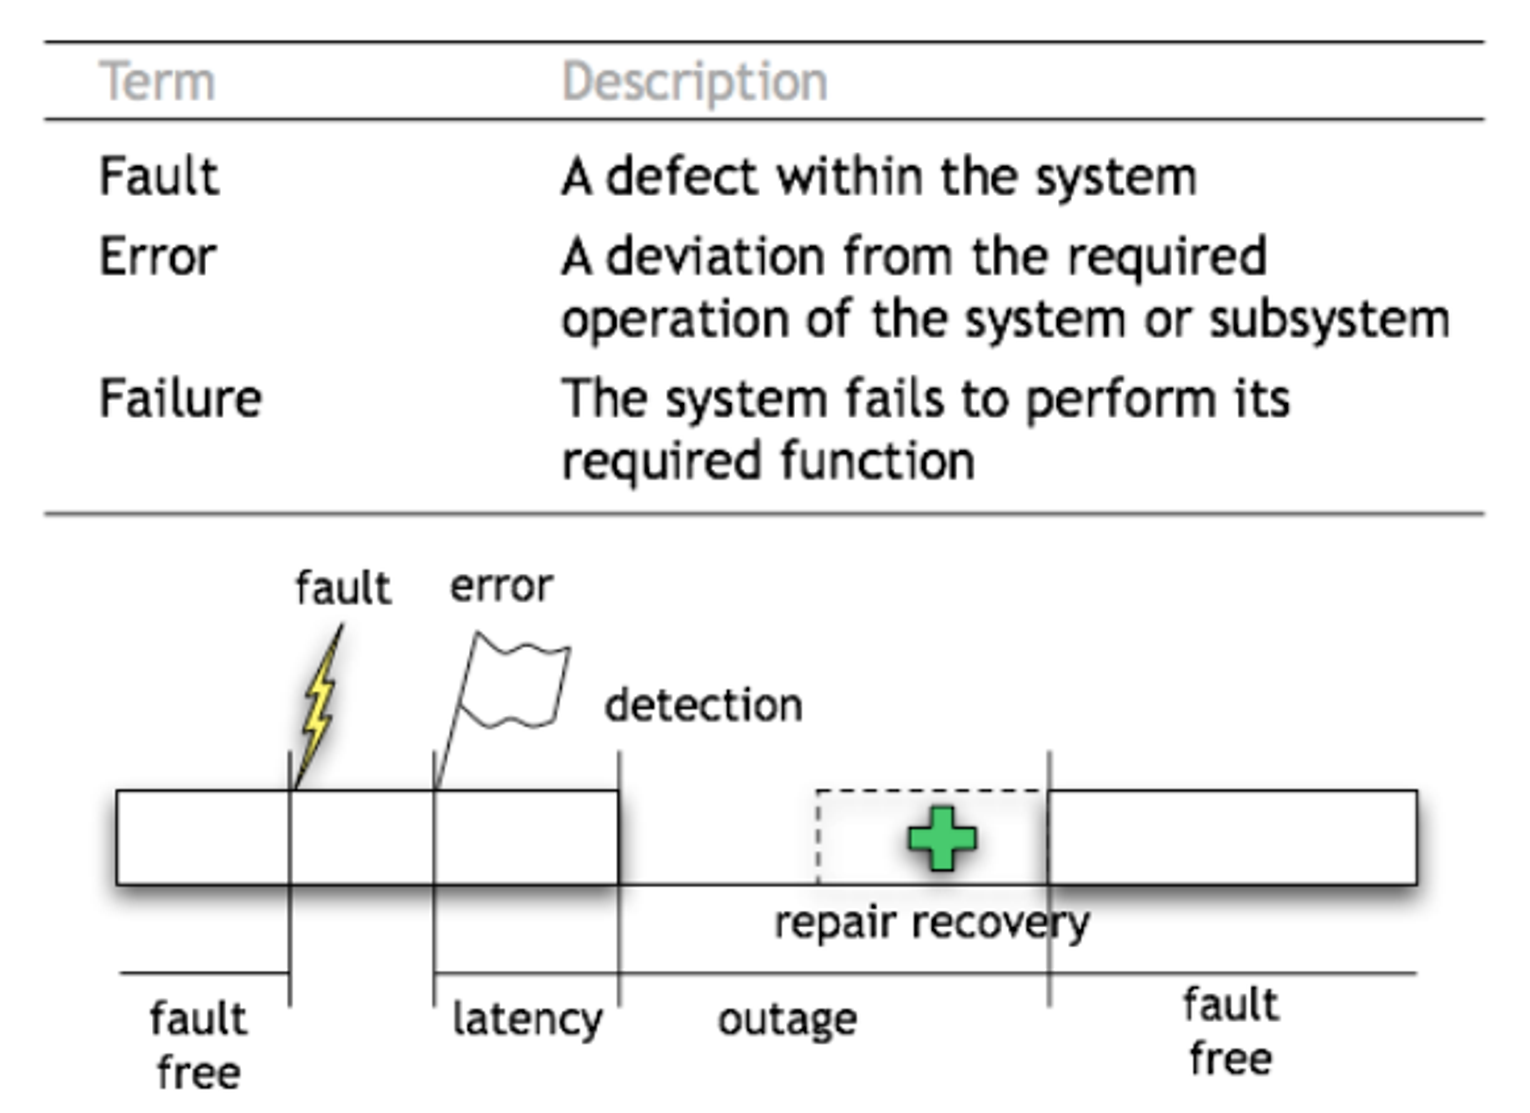 Term Description
Fault A defect within the system
Error A deviation from the required
operation of the system or subsystem
Failure The system fails to perform its
required function
fault error
detection
repair recovery
fault
free
latency
outage
fault
free